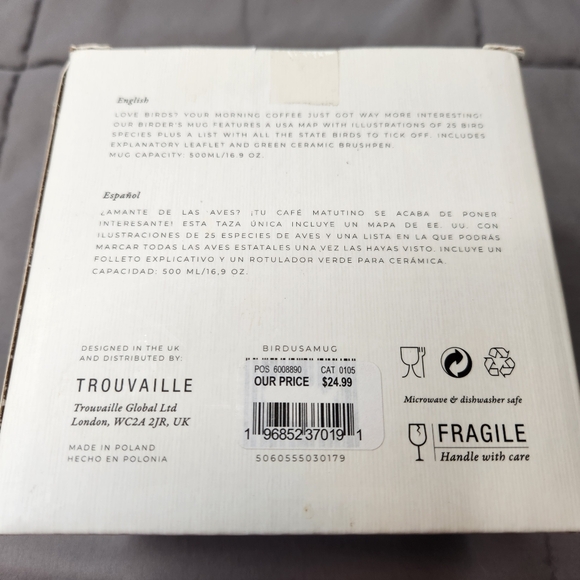 English
LOVE BIRDS? YOUR MORNING COFFEE JUST GOT WAY MORE INTERESTING!
OUR BIRDER'S MUG FEATURES A USA MAP WITH ILLUSTRATIONS OF 25 BIRD
SPECIES PLUS A LIST WITH ALL THE STATE BIRDS TO TICK OFF. INCLUDES
EXPLANATORY LEAFLET AND GREEN CERAMIC BRUSHPEN.
MUG CAPACITY: 500ML/16.9 OZ.
Español
¿AMANTE DE LAS AVES? ¡TU CAFÉ MATUTINO SE ACABA DE PONER
INTERESANTE! ESTA TAZA ÚNICA INCLUYE UN MAPA DE EE. UU. CON
ILUSTRACIONES DE 25 ESPECIES DE AVES Y UNA LISTA EN LA QUE PODRÁS
MARCAR TODAS LAS AVES ESTATALES UNA VEZ LAS HAYAS VISTO. INCLUYE UN
FOLLETO EXPLICATIVO Y UN ROTULADOR VERDE PARA CERÁMICA.
CAPACIDAD: 500 ML/16,9 OZ.
DESIGNED IN THE UK
AND DISTRIBUTED BY:
TROUVAILLE
Trouvaille Global Ltd
London, WC2A 2JR, UK
MADE IN POLAND
HECHO EN POLONIA
BIRDUSAMUG
POS 6008890 CAT 0105
OUR PRICE $24.99
1 96852 37019 1
5060555030179
Microwave & dishwasher safe
FRAGILE
Handle with care